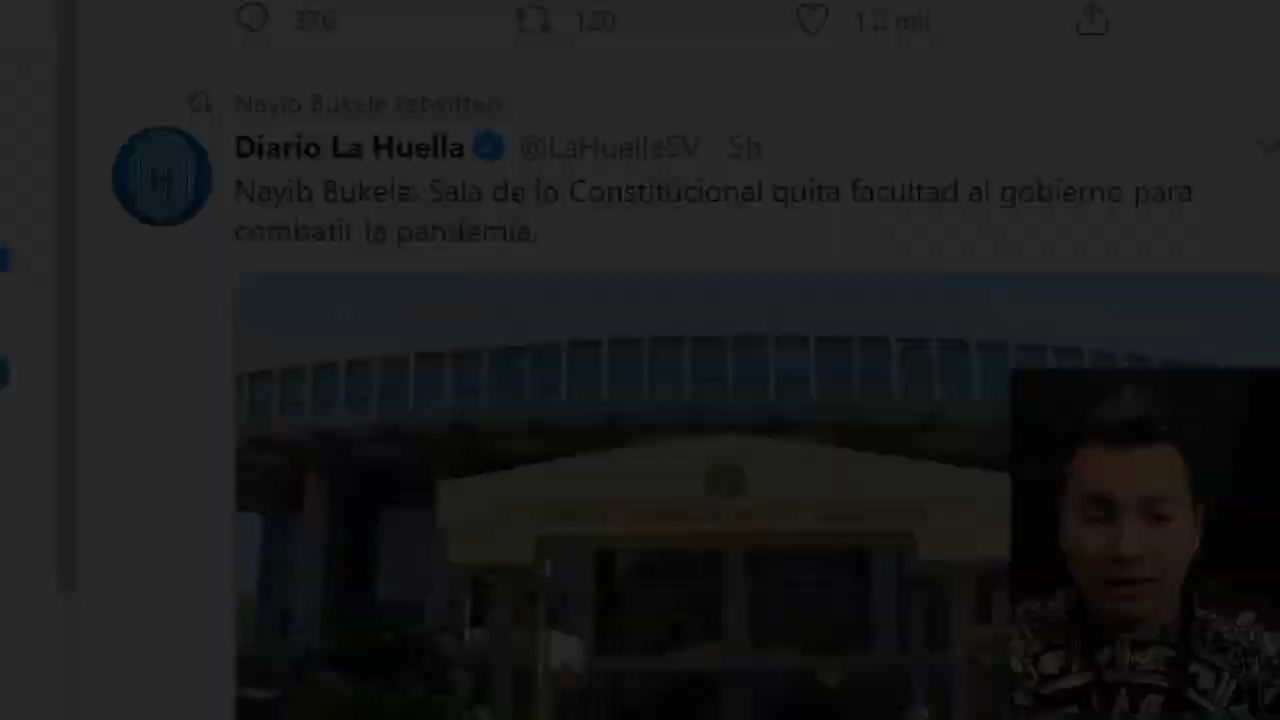 376 120 1.2 mil
Nayib Bukele retwitteó
Diario La Huella @LaHuellaSV · 5h
Nayib Bukele: Sala de lo Constitucional quita facultad al gobierno para
combatir la pandemia.
H